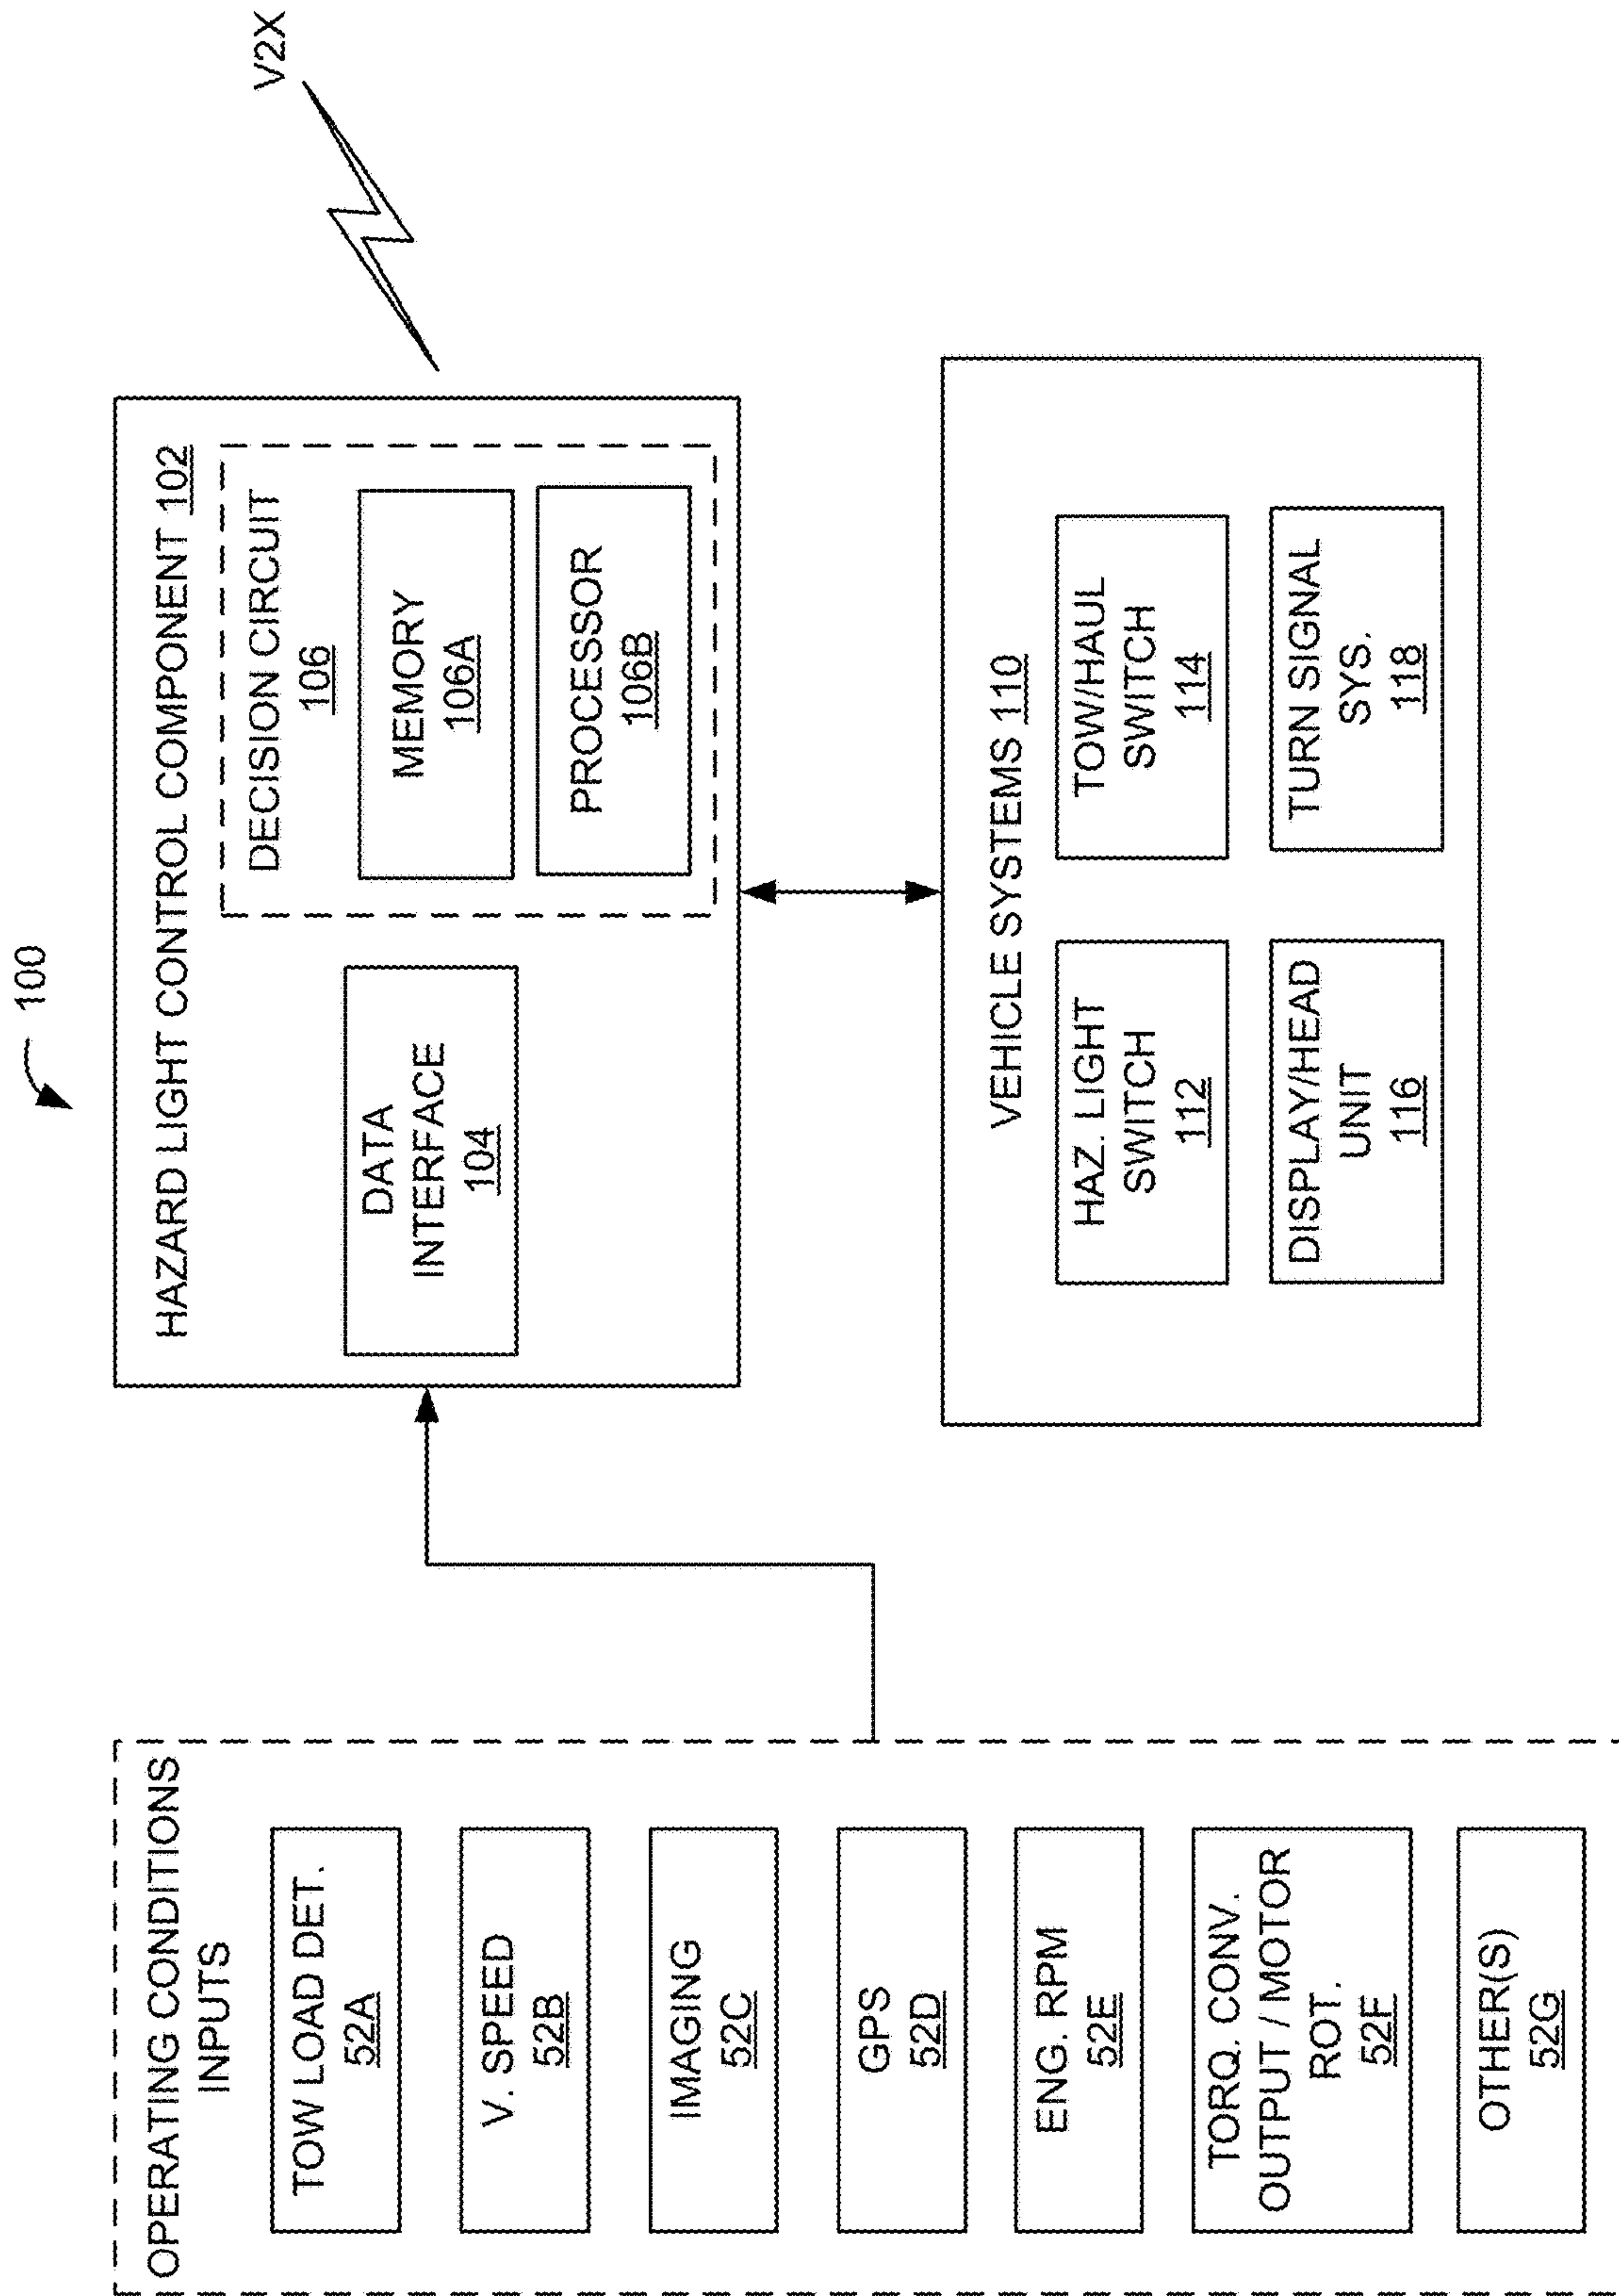 100
OPERATING CONDITIONS
INPUTS
TOW LOAD DET.
52A
V. SPEED
52B
IMAGING
52C
GPS
52D
ENG. RPM
52E
TORQ. CONV.
OUTPUT / MOTOR
ROT.
52F
OTHER(S)
52G
HAZARD LIGHT CONTROL COMPONENT 102
DATA
INTERFACE
104
DECISION CIRCUIT
106
MEMORY
106A
PROCESSOR
106B
V2X
VEHICLE SYSTEMS 110
HAZ. LIGHT
SWITCH
112
TOW/HAUL
SWITCH
114
DISPLAY/HEAD
UNIT
116
TURN SIGNAL
SYS.
118